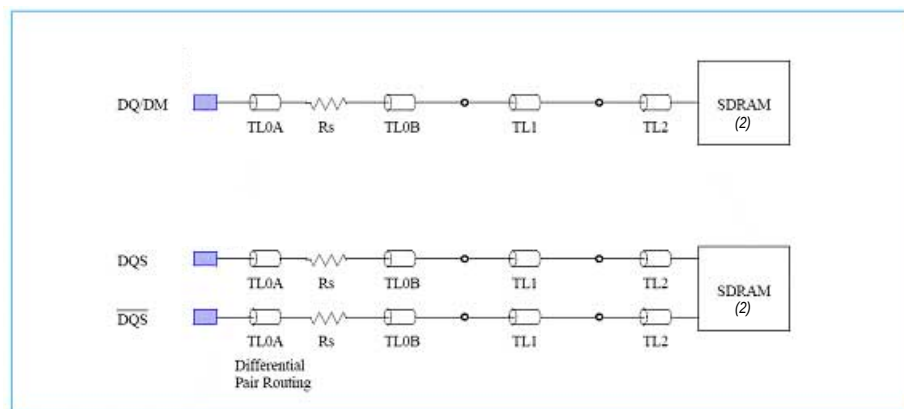 DQ/DM
SDRAM
(2)
TL0A Rs TL0B TL1 TL2
DQS
TL0A Rs TL0B TL1 TL2
SDRAM
(2)
D̅Q̅S̅
TL0A Rs TL0B TL1 TL2
Differential
Pair Routing